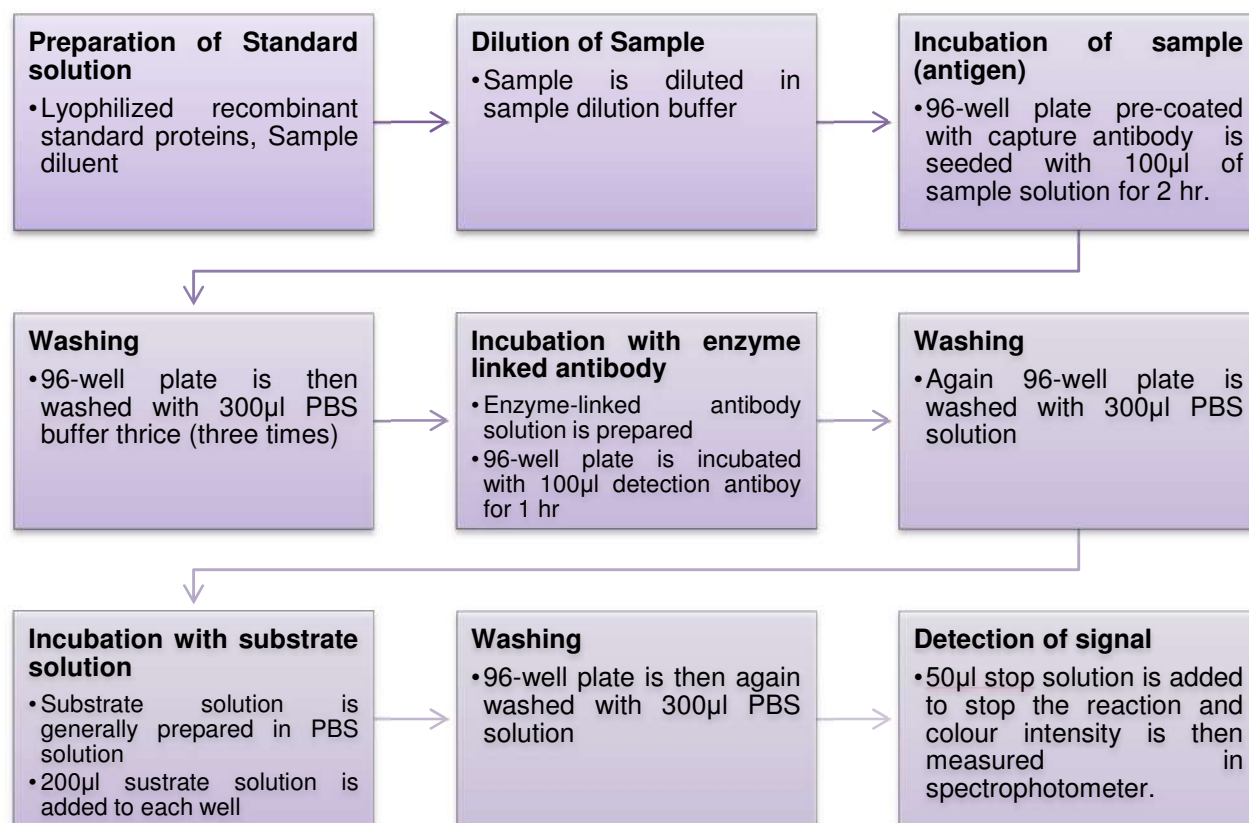 Preparation of Standard
solution
•Lyophilized recombinant
standard proteins, Sample
diluent
Dilution of Sample
•Sample is diluted in
sample dilution buffer
Incubation of sample
(antigen)
•96-well plate pre-coated
with capture antibody is
seeded with 100µl of
sample solution for 2 hr.
Washing
•96-well plate is then
washed with 300µl PBS
buffer thrice (three times)
Incubation with enzyme
linked antibody
•Enzyme-linked antibody
solution is prepared
•96-well plate is incubated
with 100µl detection antiboy
for 1 hr
Washing
•Again 96-well plate is
washed with 300µl PBS
solution
Incubation with substrate
solution
•Substrate solution is
generally prepared in PBS
solution
•200µl sustrate solution is
added to each well
Washing
•96-well plate is then again
washed with 300µl PBS
solution
Detection of signal
•50µl stop solution is added
to stop the reaction and
colour intensity is then
measured in
spectrophotometer.